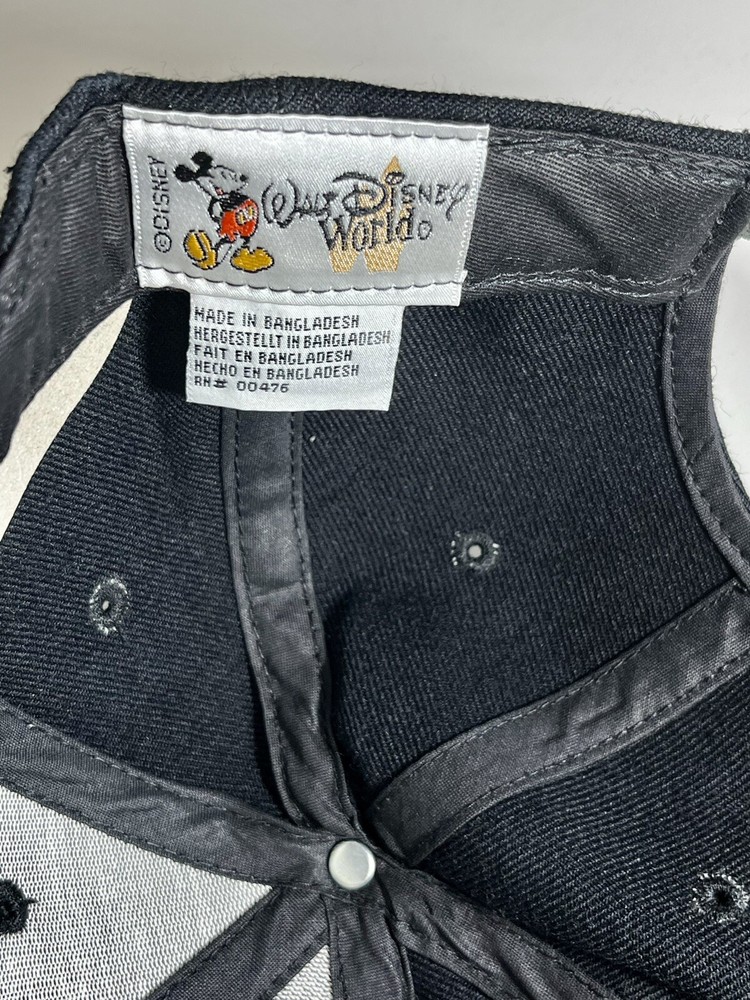 ©DISNEY
WALT DISNEY
World®
MADE IN BANGLADESH
HERGESTELLT IN BANGLADESH
FAIT EN BANGLADESH
HECHO EN BANGLADESH
RN# 00476